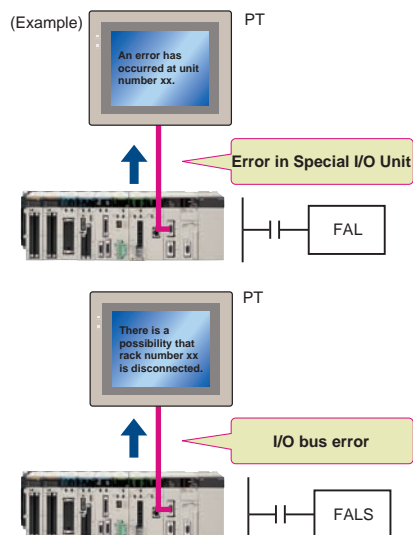 (Example)
PT
An error has
occurred at unit
number xx.
Error in Special I/O Unit
FAL
PT
There is a
possibility that
rack number xx
is disconnected.
I/O bus error
FALS